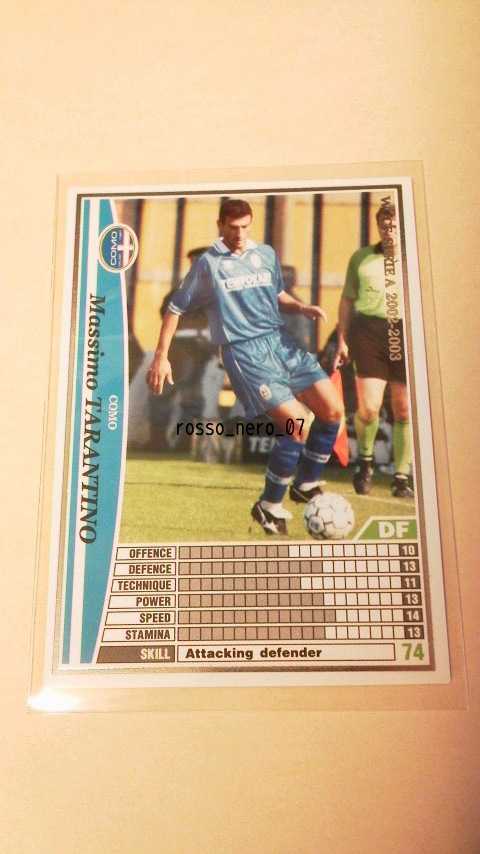 WCCF SERIE A 2002-2003
COMO
Massimo TARANTINO
COMO
rosso_nero_07
DF
OFFENCE 10
DEFENCE 13
TECHNIQUE 11
POWER 13
SPEED 14
STAMINA 13
SKILL Attacking defender 74